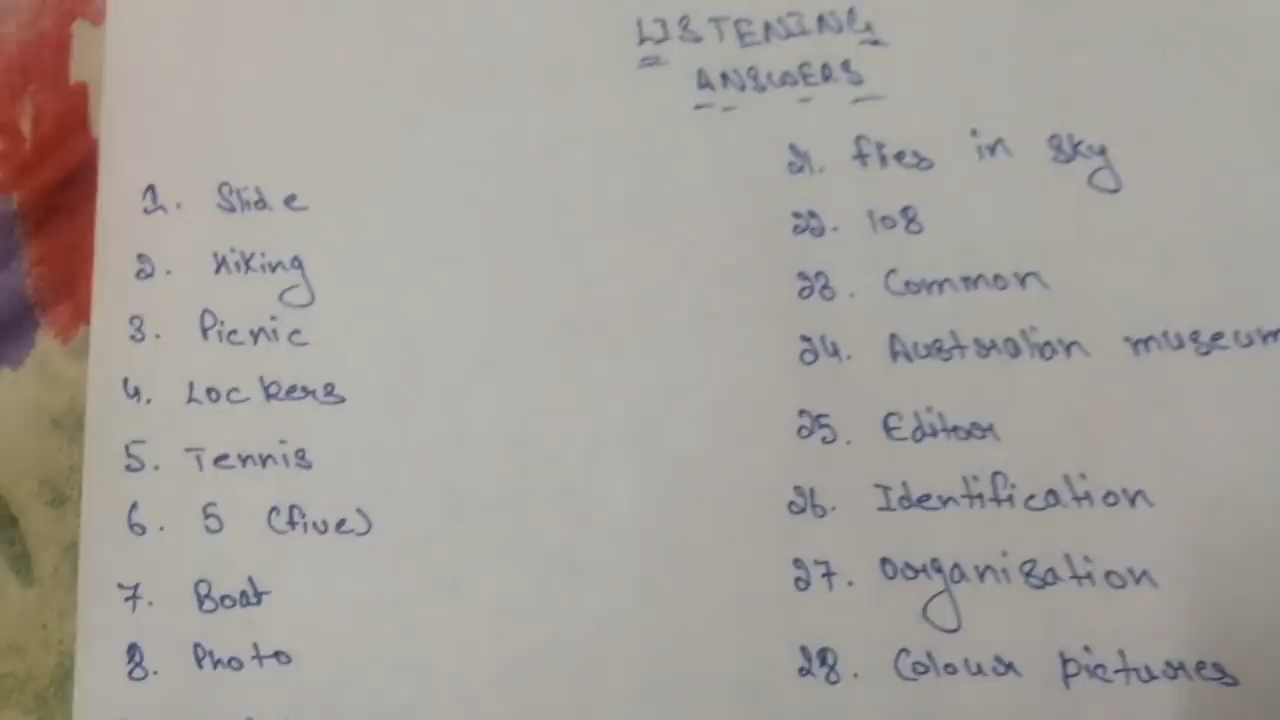 LISTENING
ANSWERS
1. Slide
2. Hiking
3. Picnic
4. Lockers
5. Tennis
6. 5 (five)
7. Boat
8. Photo
21. flies in sky
22. 108
23. Common
24. Australian museum
25. Editor
26. Identification
27. Organisation
28. Colour pictures